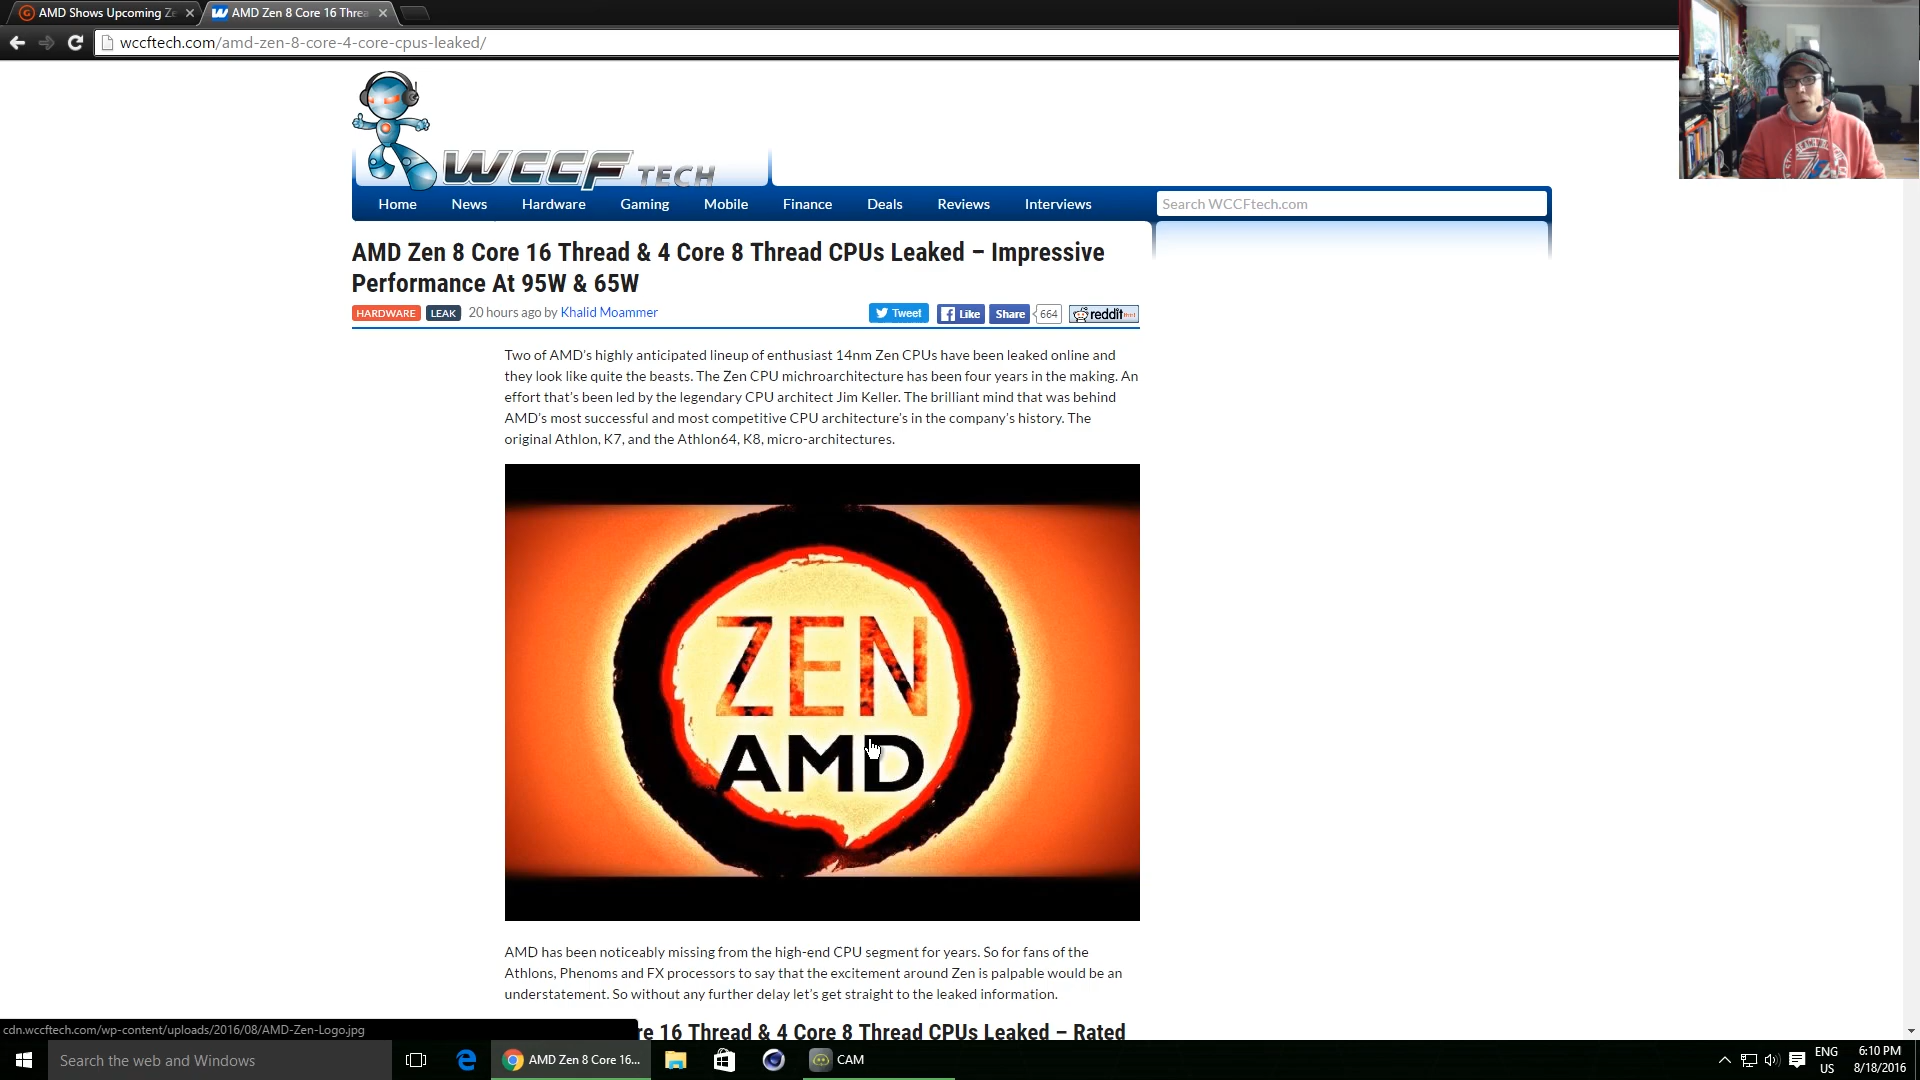 AMD Shows Upcoming Ze
AMD Zen 8 Core 16 Threa
wccftech.com/amd-zen-8-core-4-core-cpus-leaked/
WCCF TECH
Home News Hardware Gaming Mobile Finance Deals Reviews Interviews Search WCCFtech.com
AMD Zen 8 Core 16 Thread & 4 Core 8 Thread CPUs Leaked – Impressive
Performance At 95W & 65W
HARDWARE LEAK 20 hours ago by Khalid Moammer Tweet Like Share 664 reddit
Two of AMD's highly anticipated lineup of enthusiast 14nm Zen CPUs have been leaked online and
they look like quite the beasts. The Zen CPU michroarchitecture has been four years in the making. An
effort that's been led by the legendary CPU architect Jim Keller. The brilliant mind that was behind
AMD's most successful and most competitive CPU architecture's in the company's history. The
original Athlon, K7, and the Athlon64, K8, micro-architectures.
ZEN
AMD
AMD has been noticeably missing from the high-end CPU segment for years. So for fans of the
Athlons, Phenoms and FX processors to say that the excitement around Zen is palpable would be an
understatement. So without any further delay let's get straight to the leaked information.
re 16 Thread & 4 Core 8 Thread CPUs Leaked – Rated
cdn.wccftech.com/wp-content/uploads/2016/08/AMD-Zen-Logo.jpg
Search the web and Windows
AMD Zen 8 Core 16...
CAM
ENG
US
6:10 PM
8/18/2016